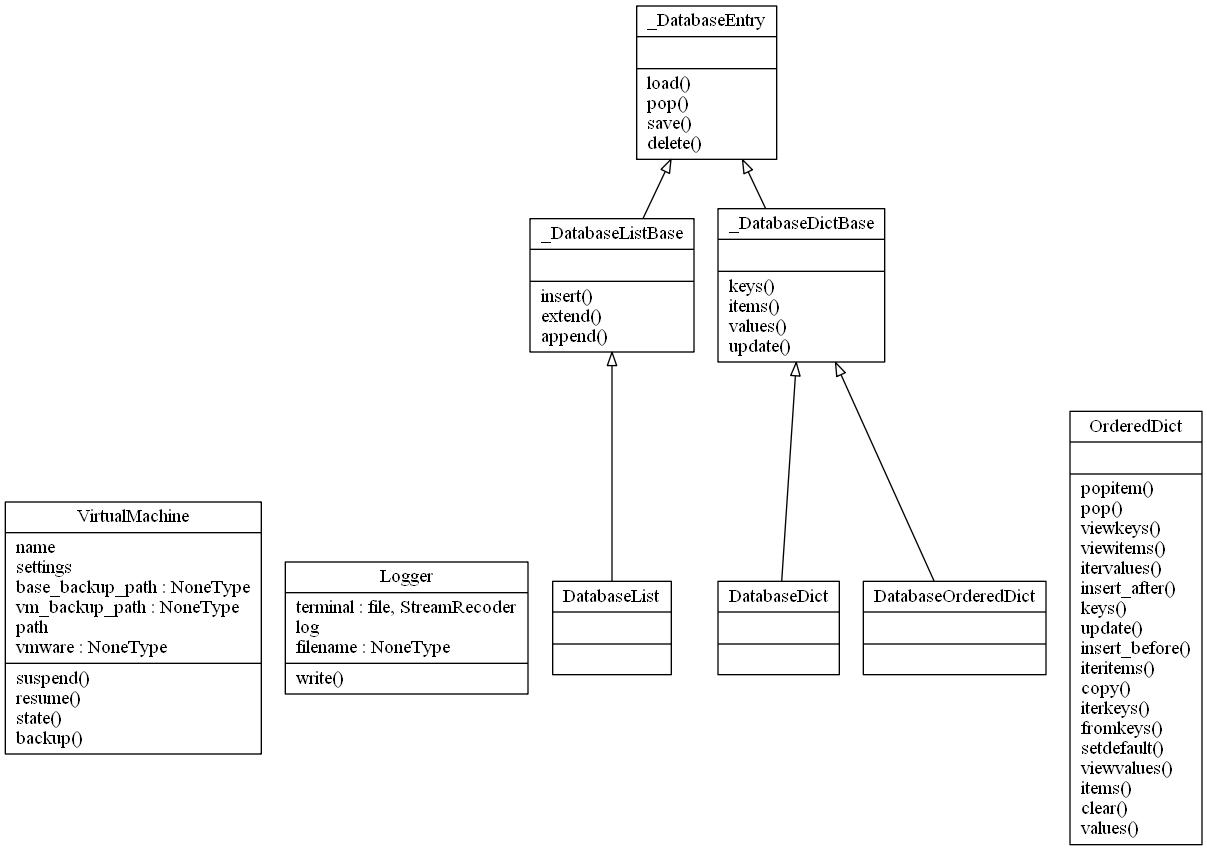 _DatabaseEntry
load()
pop()
save()
delete()
_DatabaseListBase
insert()
extend()
append()
_DatabaseDictBase
keys()
items()
values()
update()
VirtualMachine
name
settings
base_backup_path : NoneType
vm_backup_path : NoneType
path
vmware : NoneType
suspend()
resume()
state()
backup()
Logger
terminal : file, StreamRecoder
log
filename : NoneType
write()
DatabaseList
DatabaseDict
DatabaseOrderedDict
OrderedDict
popitem()
pop()
viewkeys()
viewitems()
itervalues()
insert_after()
keys()
update()
insert_before()
iteritems()
copy()
iterkeys()
fromkeys()
setdefault()
viewvalues()
items()
clear()
values()